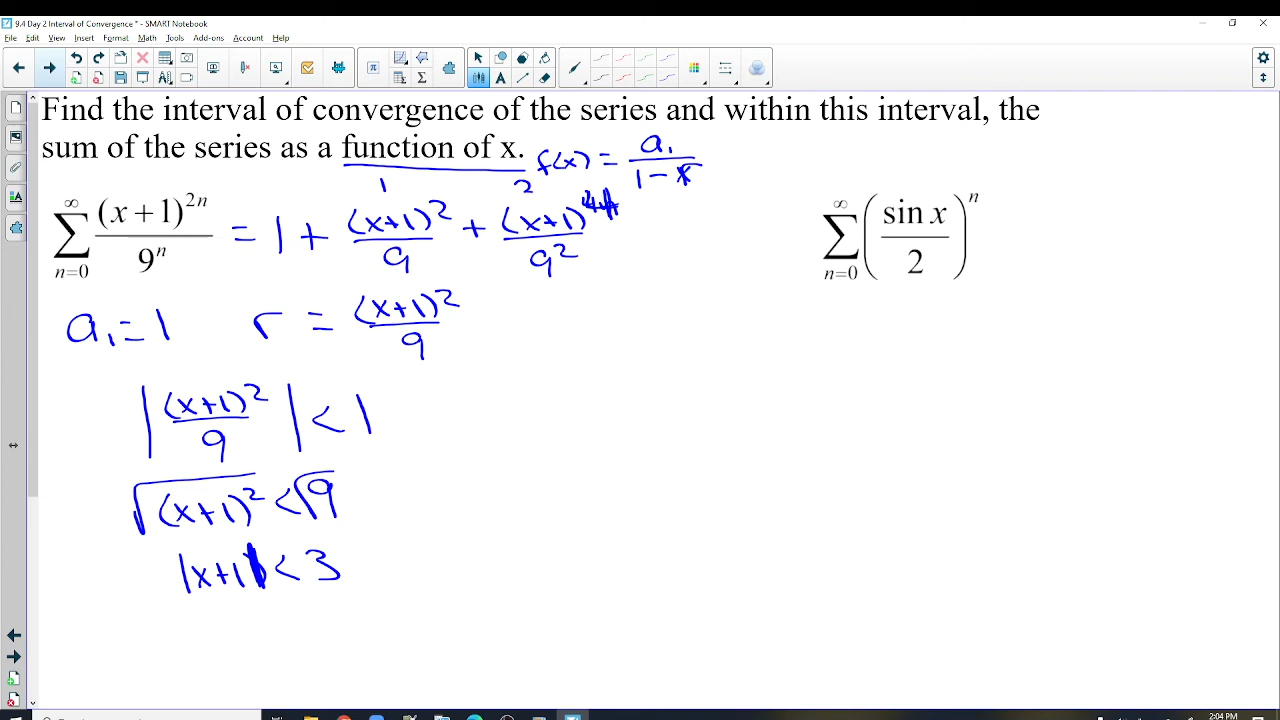 9.4 Day 2 Interval of Convergence * - SMART Notebook
File Edit View Insert Format Math Tools Add-ons Account Help
Find the interval of convergence of the series and within this interval, the
sum of the series as a function of x. f(x) = a₁/(1 - r)
1 2
∑_{n=0}^{∞} (x+1)^{2n}/9^n = 1 + (x+1)²/9 + (x+1)⁴/9²
∑_{n=0}^{∞} (sin x/2)^n
a₁ = 1 r = (x+1)²/9
|(x+1)²/9| < 1
√(x+1)² < √9
|x+1| < 3
2:04 PM